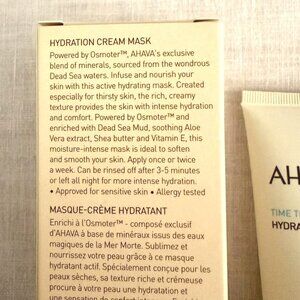 HYDRATION CREAM MASK
Powered by Osmoter™, AHAVA's exclusive
blend of minerals, sourced from the wondrous
Dead Sea waters. Infuse and nourish your
skin with this active hydrating mask. Created
especially for thirsty skin, the rich, creamy
texture provides the skin with intense hydration
and comfort. Powered by Osmoter™ and
enriched with Dead Sea Mud, soothing Aloe
Vera extract, Shea butter and Vitamin E, this
moisture-intense mask is ideal to soften
and smooth your skin. Apply once or twice
a week. Can be rinsed off after 3-5 minutes
or left all night for more intense hydration.
• Approved for sensitive skin • Allergy tested
MASQUE-CRÈME HYDRATANT
Enrichi à l'Osmoter™ - composé exclusif
d'AHAVA à base de minéraux issus des eaux
magiques de la Mer Morte. Sublimez et
nourrissez votre peau grâce à ce masque
hydratant actif. Spécialement conçue pour les
peaux sèches, sa texture riche et crémeuse
procure à votre peau une hydratation et
une sensation de confort
AH
TIME T
HYDRA